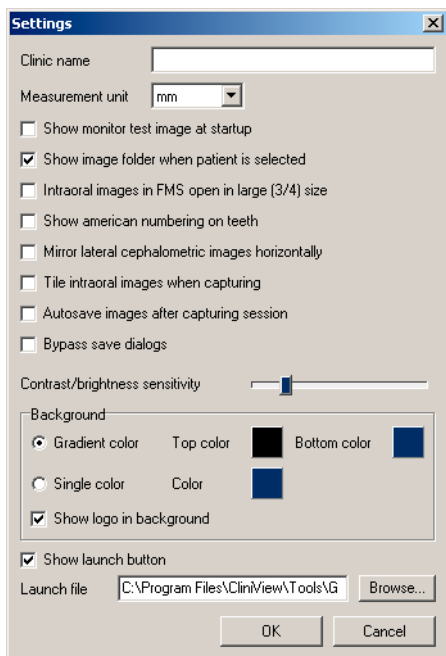 Settings
Clinic name
Measurement unit mm
Show monitor test image at startup
Show image folder when patient is selected
Intraoral images in FMS open in large (3/4) size
Show american numbering on teeth
Mirror lateral cephalometric images horizontally
Tile intraoral images when capturing
Autosave images after capturing session
Bypass save dialogs
Contrast/brightness sensitivity
Background
Gradient color Top color Bottom color
Single color Color
Show logo in background
Show launch button
Launch file C:\Program Files\CliniView\Tools\G Browse...
OK Cancel